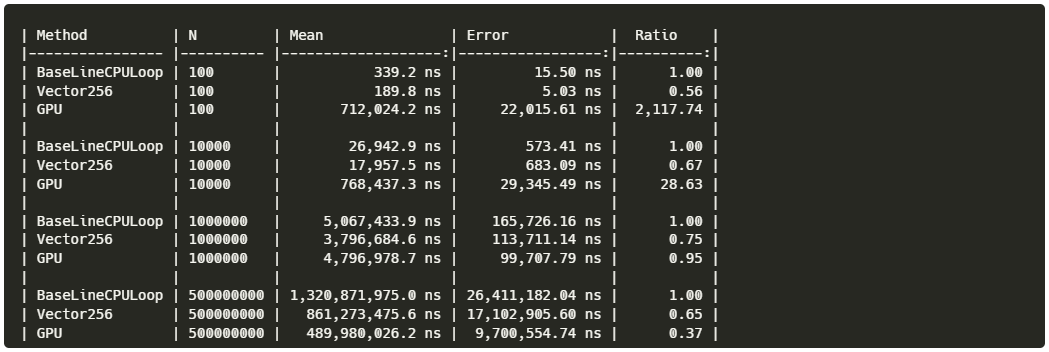 | Method          | N         | Mean               | Error            |  Ratio    |
|---------------- |---------- |-------------------:|-----------------:|----------:|
| BaseLineCPULoop | 100       |           339.2 ns |         15.50 ns |      1.00 |
| Vector256       | 100       |           189.8 ns |          5.03 ns |      0.56 |
| GPU             | 100       |       712,024.2 ns |     22,015.61 ns |  2,117.74 |
|                 |           |                    |                  |           |
| BaseLineCPULoop | 10000     |        26,942.9 ns |        573.41 ns |      1.00 |
| Vector256       | 10000     |        17,957.5 ns |        683.09 ns |      0.67 |
| GPU             | 10000     |       768,437.3 ns |     29,345.49 ns |     28.63 |
|                 |           |                    |                  |           |
| BaseLineCPULoop | 1000000   |     5,067,433.9 ns |    165,726.16 ns |      1.00 |
| Vector256       | 1000000   |     3,796,684.6 ns |    113,711.14 ns |      0.75 |
| GPU             | 1000000   |     4,796,978.7 ns |     99,707.79 ns |      0.95 |
|                 |           |                    |                  |           |
| BaseLineCPULoop | 500000000 | 1,320,871,975.0 ns | 26,411,182.04 ns |      1.00 |
| Vector256       | 500000000 |   861,273,475.6 ns | 17,102,905.60 ns |      0.65 |
| GPU             | 500000000 |   489,980,026.2 ns |  9,700,554.74 ns |      0.37 |